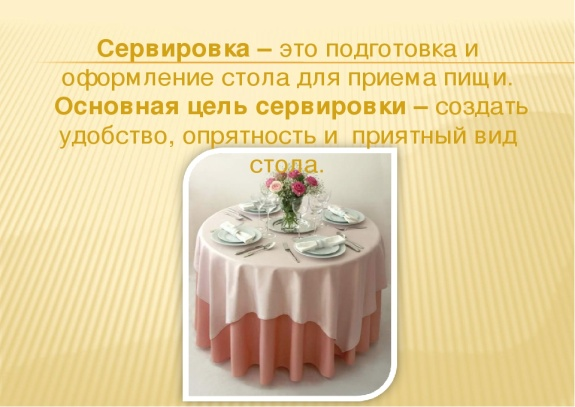 Сервировка – это подготовка и
оформление стола для приема пищи.
Основная цель сервировки – создать
удобство, опрятность и приятный вид
стола.